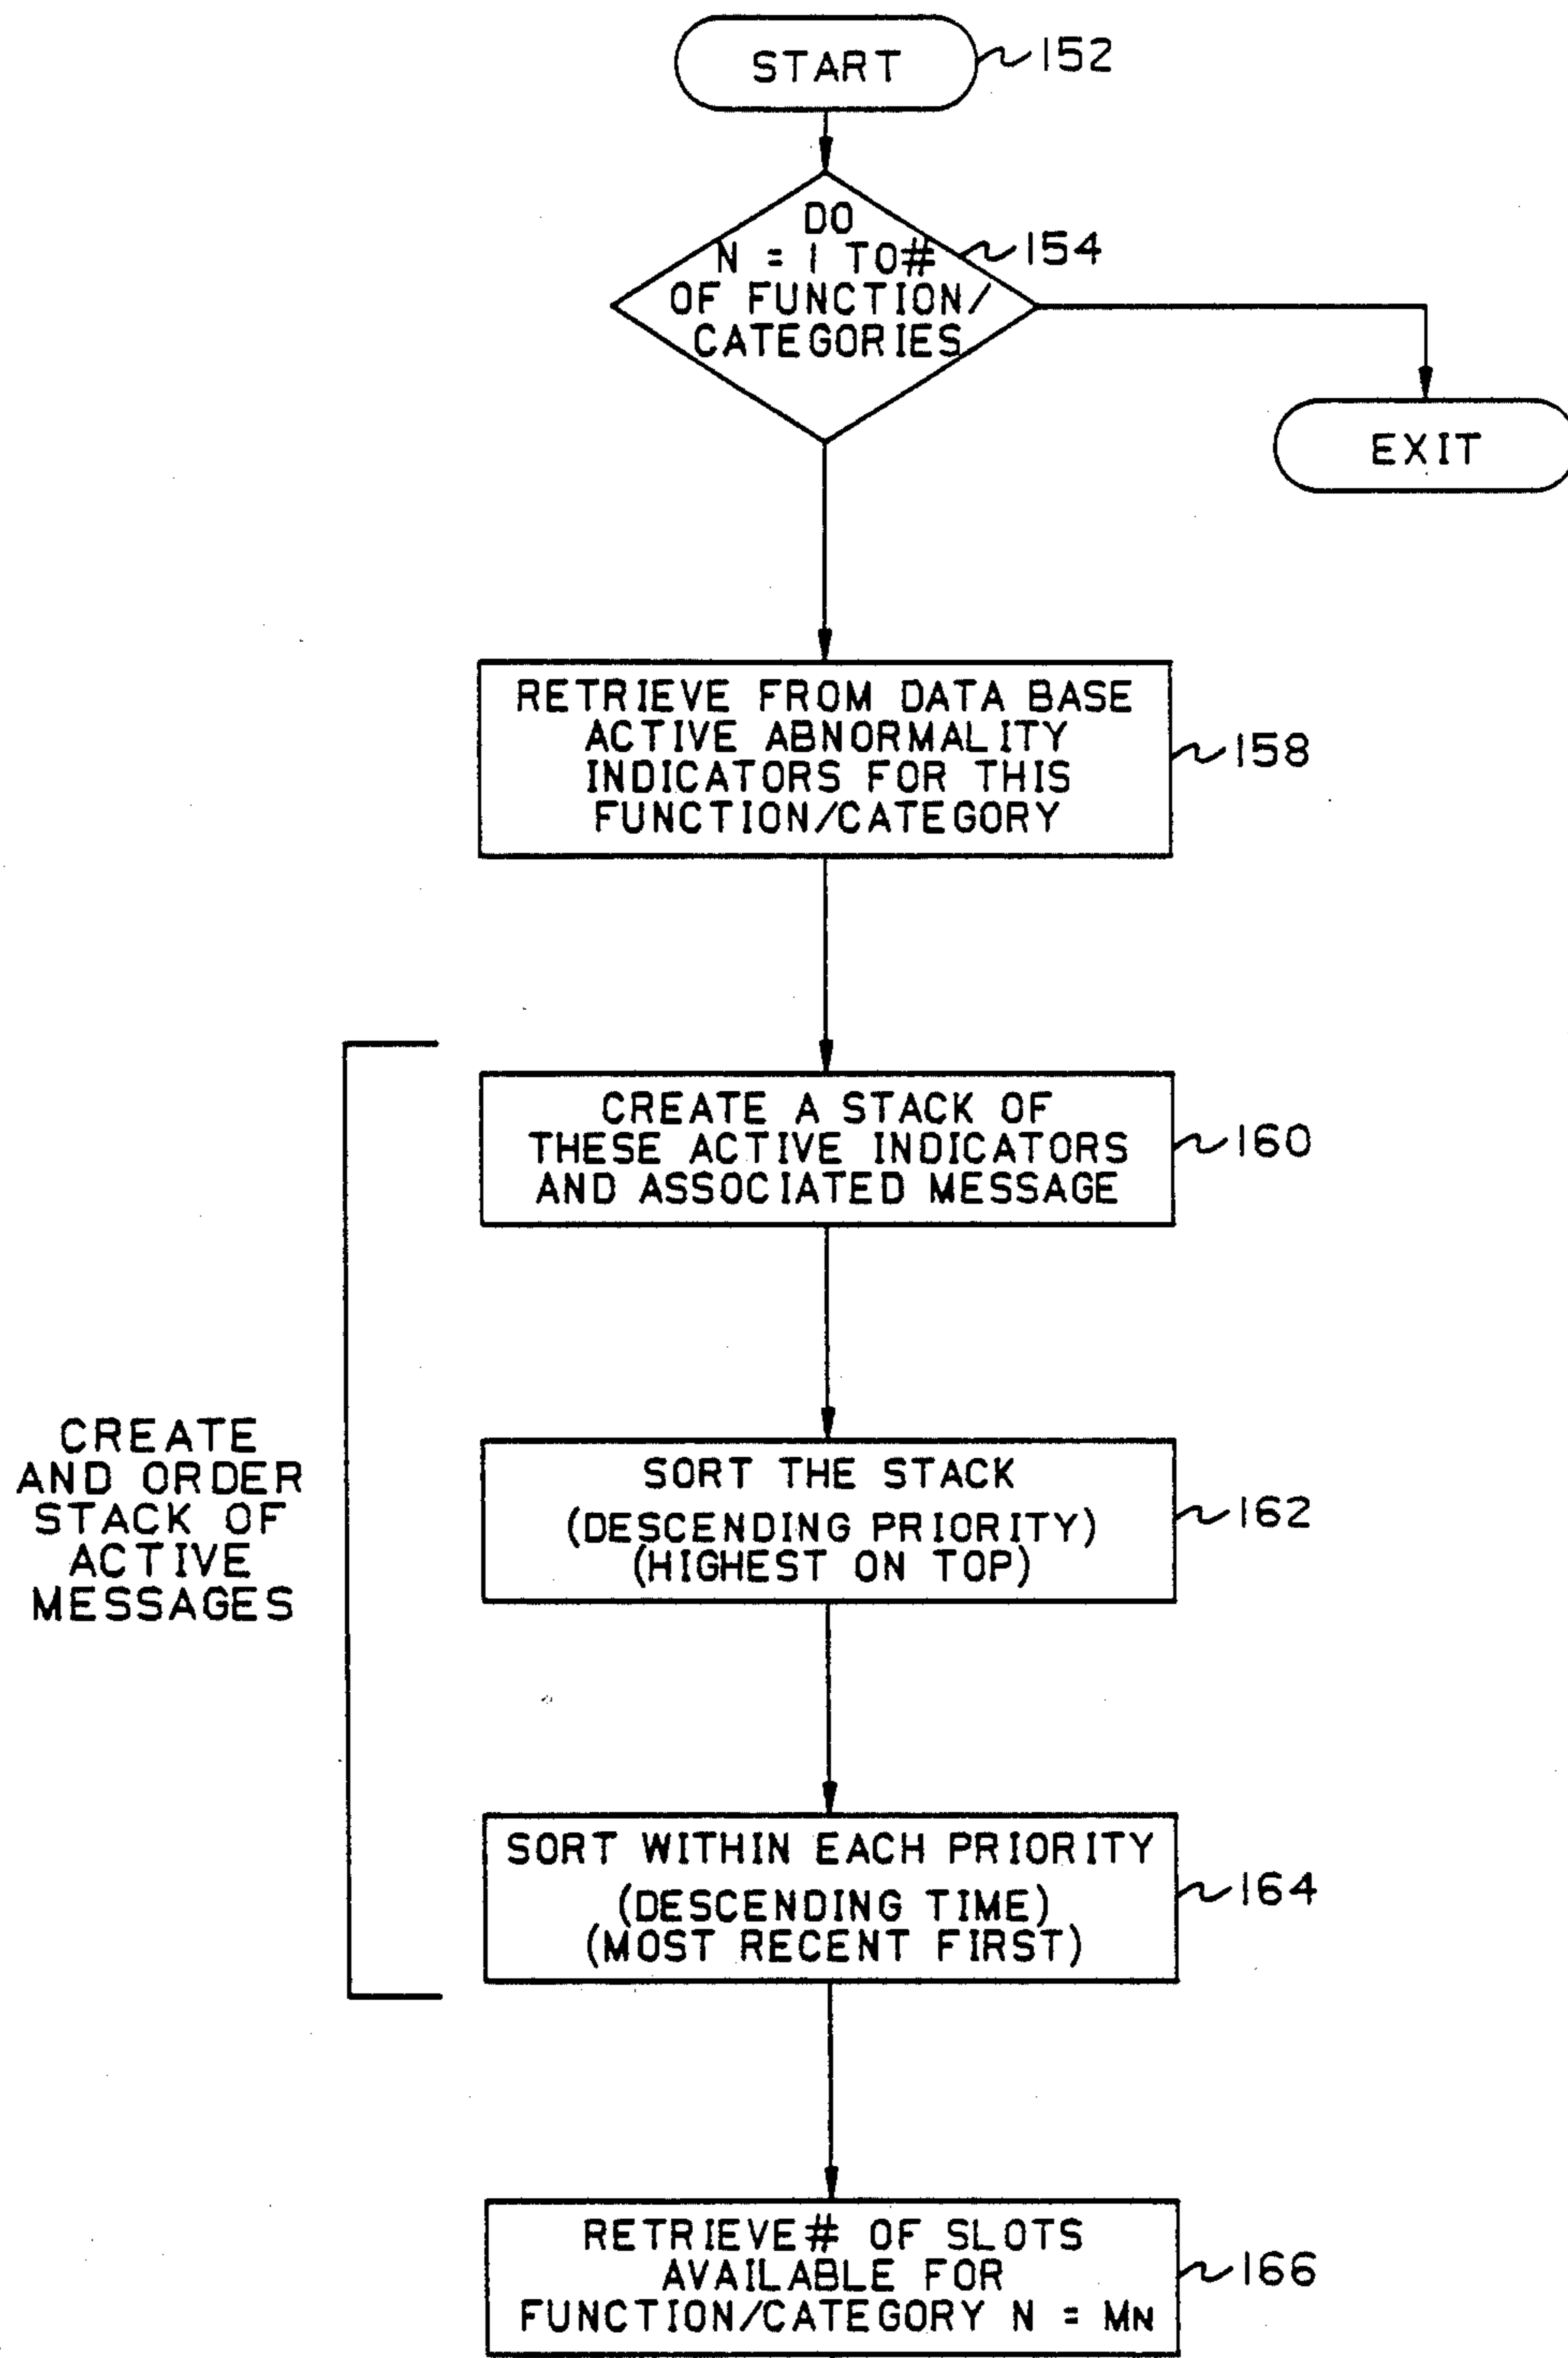 START
152
DO
N = 1 TO#
OF FUNCTION/
CATEGORIES
154
EXIT
RETRIEVE FROM DATA BASE
ACTIVE ABNORMALITY
INDICATORS FOR THIS
FUNCTION/CATEGORY
158
CREATE A STACK OF
THESE ACTIVE INDICATORS
AND ASSOCIATED MESSAGE
160
CREATE
AND ORDER
STACK OF
ACTIVE
MESSAGES
SORT THE STACK
(DESCENDING PRIORITY)
(HIGHEST ON TOP)
162
SORT WITHIN EACH PRIORITY
(DESCENDING TIME)
(MOST RECENT FIRST)
164
RETRIEVE# OF SLOTS
AVAILABLE FOR
FUNCTION/CATEGORY N = MN
166